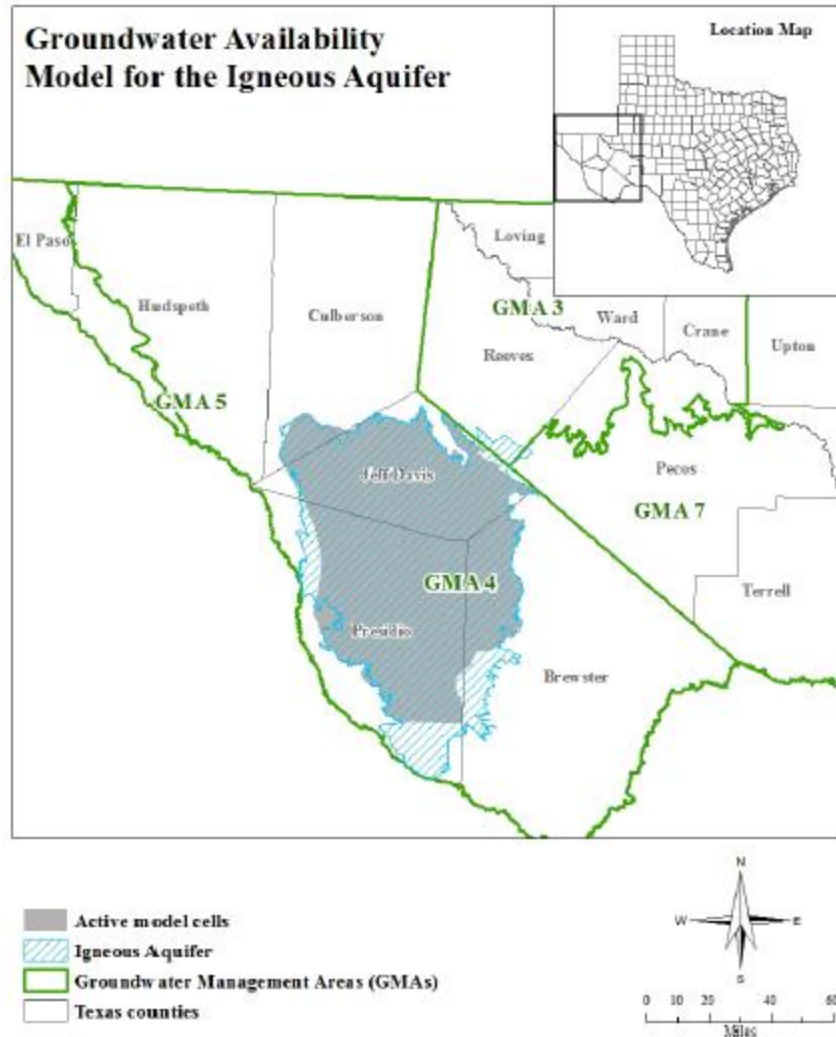 Groundwater Availability
Model for the Igneous Aquifer
Location Map
El Paso
Hudspeth
Culberson
Loving
GMA 3
Ward
Crane
Upton
Reeves
GMA 5
Jeff Davis
Pecos
GMA 7
GMA 4
Terrell
Presidio
Brewster
Active model cells
Igneous Aquifer
Groundwater Management Areas (GMAs)
Texas counties
N
W E
S
0 10 20 40 60
Miles